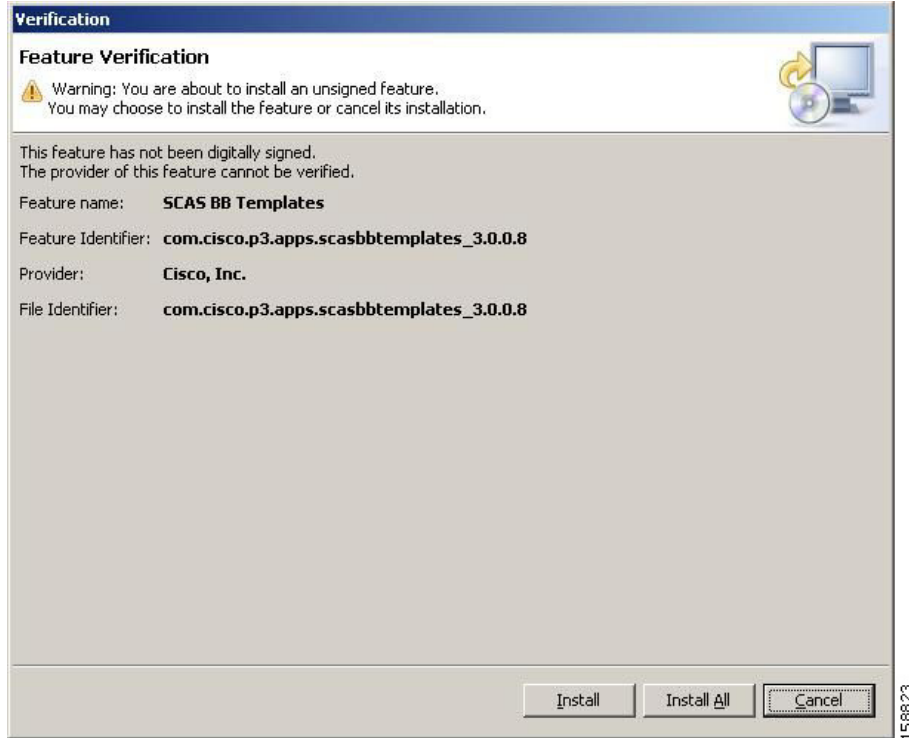 Verification
Feature Verification
Warning: You are about to install an unsigned feature.
You may choose to install the feature or cancel its installation.
This feature has not been digitally signed.
The provider of this feature cannot be verified.
Feature name: SCAS BB Templates
Feature Identifier: com.cisco.p3.apps.scasbbtemplates_3.0.0.8
Provider: Cisco, Inc.
File Identifier: com.cisco.p3.apps.scasbbtemplates_3.0.0.8
Install Install All Cancel
158823